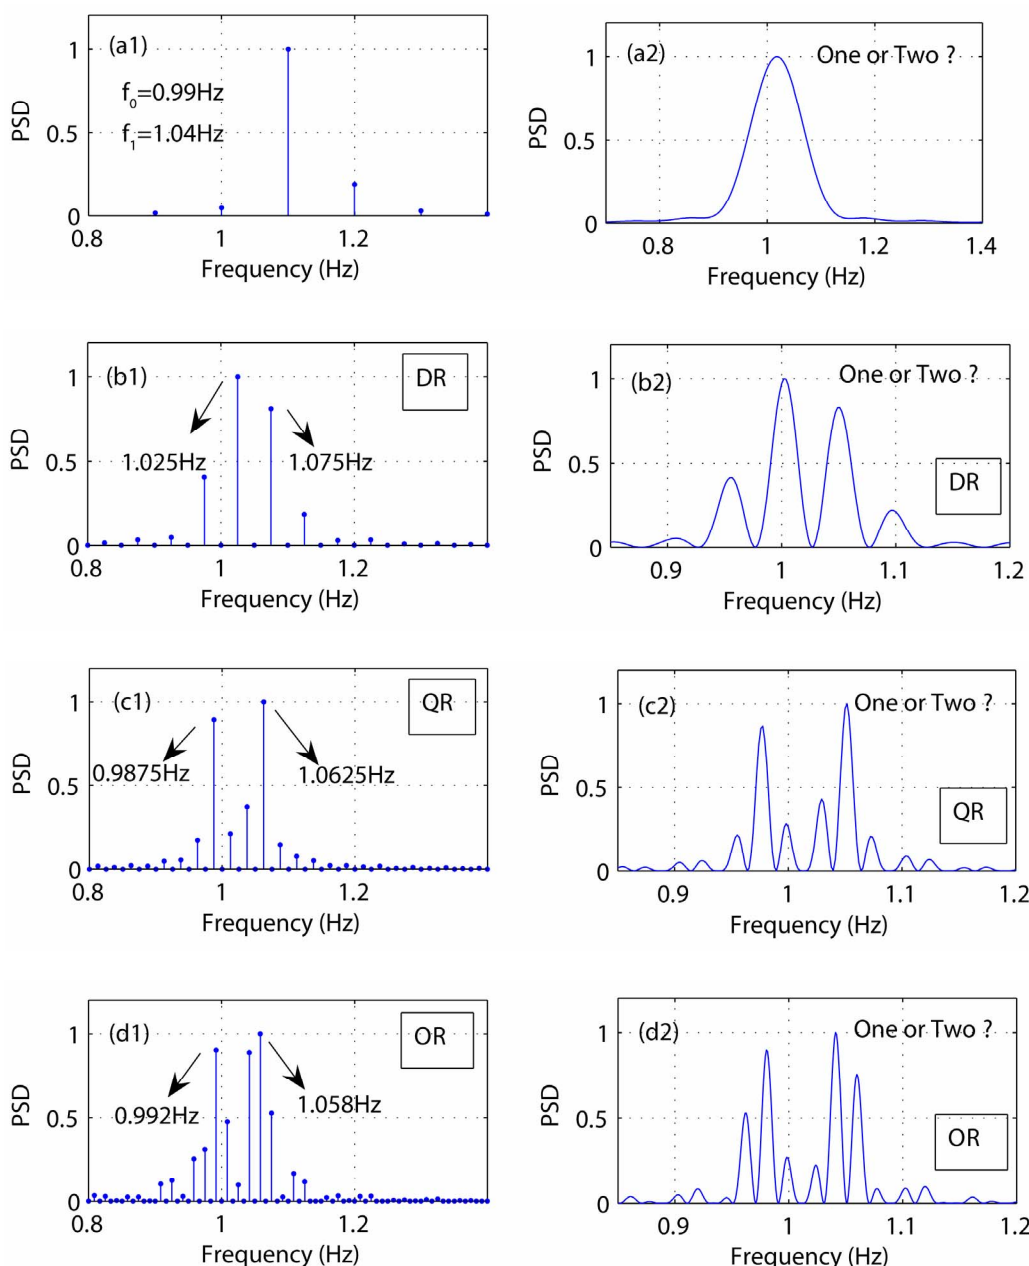 (a1)
f₀=0.99Hz
f₁=1.04Hz
PSD
1
0.5
0
0.8
1
1.2
Frequency (Hz)
(a2)
One or Two ?
PSD
1
0.5
0
0.8
1
1.2
1.4
Frequency (Hz)
(b1)
DR
1.025Hz
1.075Hz
PSD
1
0.5
0
0.8
1
1.2
Frequency (Hz)
(b2)
One or Two ?
DR
PSD
1
0.5
0
0.9
1
1.1
1.2
Frequency (Hz)
(c1)
QR
0.9875Hz
1.0625Hz
PSD
1
0.5
0
0.8
1
1.2
Frequency (Hz)
(c2)
One or Two ?
QR
PSD
1
0.5
0
0.9
1
1.1
1.2
Frequency (Hz)
(d1)
OR
0.992Hz
1.058Hz
PSD
1
0.5
0
0.8
1
1.2
Frequency (Hz)
(d2)
One or Two ?
OR
PSD
1
0.5
0
0.9
1
1.1
1.2
Frequency (Hz)